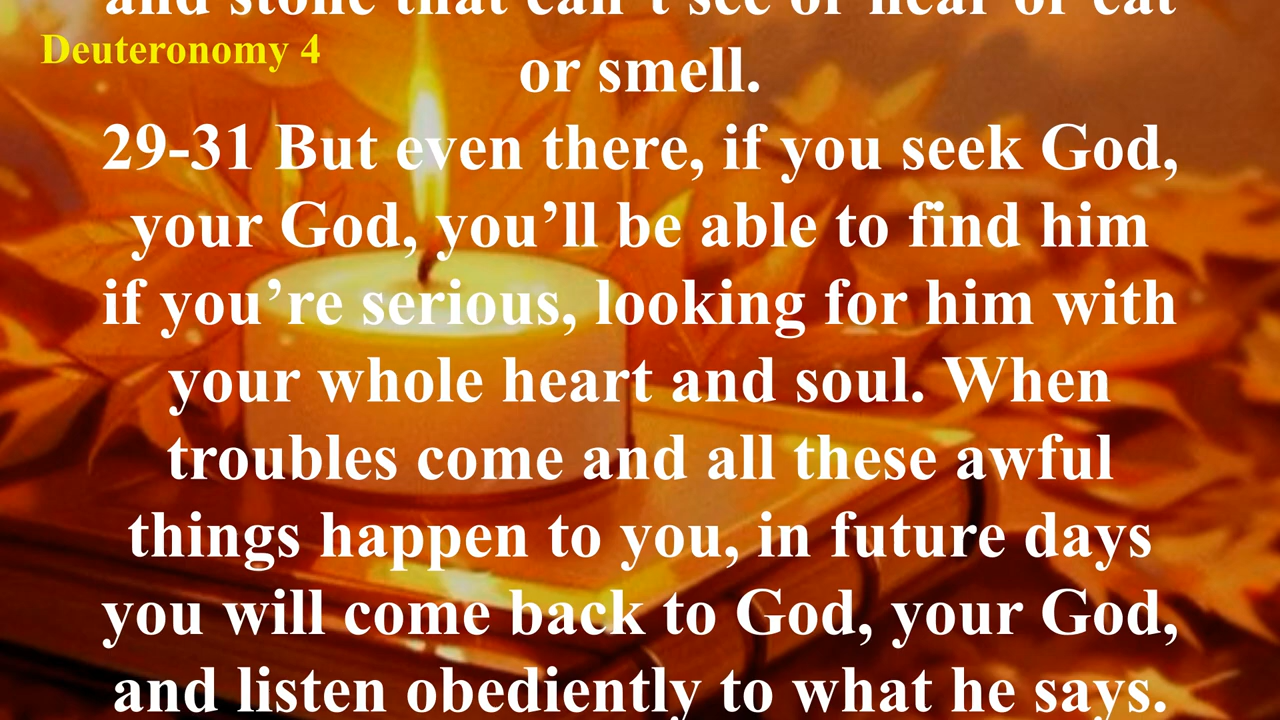 and stone that can't see or hear or eat
Deuteronomy 4
or smell.
29-31 But even there, if you seek God,
your God, you’ll be able to find him
if you’re serious, looking for him with
your whole heart and soul. When
troubles come and all these awful
things happen to you, in future days
you will come back to God, your God,
and listen obediently to what he says.